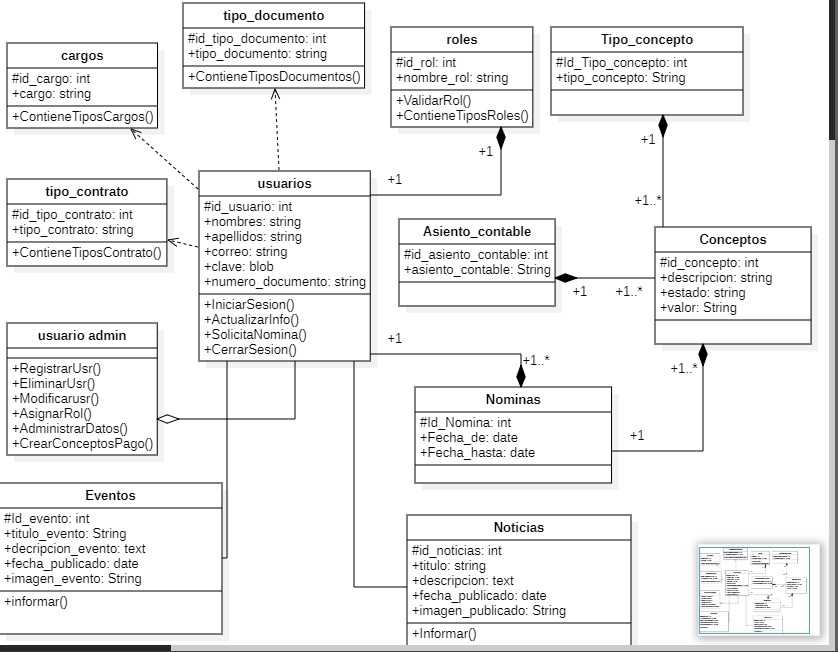 tipo_documento
#id_tipo_documento: int
+tipo_documento: string
+ContieneTiposDocumentos()
cargos
#id_cargo: int
+cargo: string
+ContieneTiposCargos()
roles
#id_rol: int
+nombre_rol: string
+ValidarRol()
+ContieneTiposRoles()
Tipo_concepto
#Id_Tipo_concepto: int
+tipo_concepto: String
+1
+1
+1
+1..*
tipo_contrato
#id_tipo_contrato: int
+tipo_contrato: string
+ContieneTiposContrato()
usuarios
#id_usuario: int
+nombres: string
+apellidos: string
+correo: string
+clave: blob
+numero_documento: string
+IniciarSesion()
+ActualizarInfo()
+SolicitaNomina()
+CerrarSesion()
Asiento_contable
#id_asiento_contable: int
+asiento_contable: String
+1
+1..*
Conceptos
#id_concepto: int
+descripcion: string
+estado: string
+valor: String
usuario admin
+RegistrarUsr()
+EliminarUsr()
+Modificarusr()
+AsignarRol()
+AdministrarDatos()
+CrearConceptosPago()
+1
+1..*
+1..*
+1
Nominas
#Id_Nomina: int
+Fecha_de: date
+Fecha_hasta: date
Eventos
#Id_evento: int
+titulo_evento: String
+decripcion_evento: text
+fecha_publicado: date
+imagen_evento: String
+informar()
Noticias
#id_noticias: int
+titulo: string
+descripcion: text
+fecha_publicado: date
+imagen_publicado: String
+Informar()